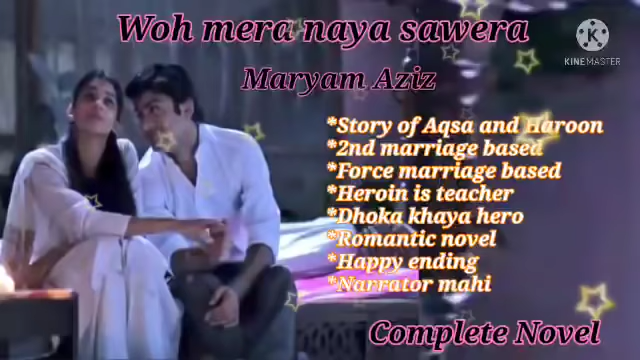 Woh mera naya sawera
K
KINEMASTER
Maryam Aziz
*Story of Aqsa and Haroon
*2nd marriage based
*Force marriage based
*Heroin is teacher
*Dhoka khaya hero
*Romantic novel
*Happy ending
*Narrator mahi
Complete Novel